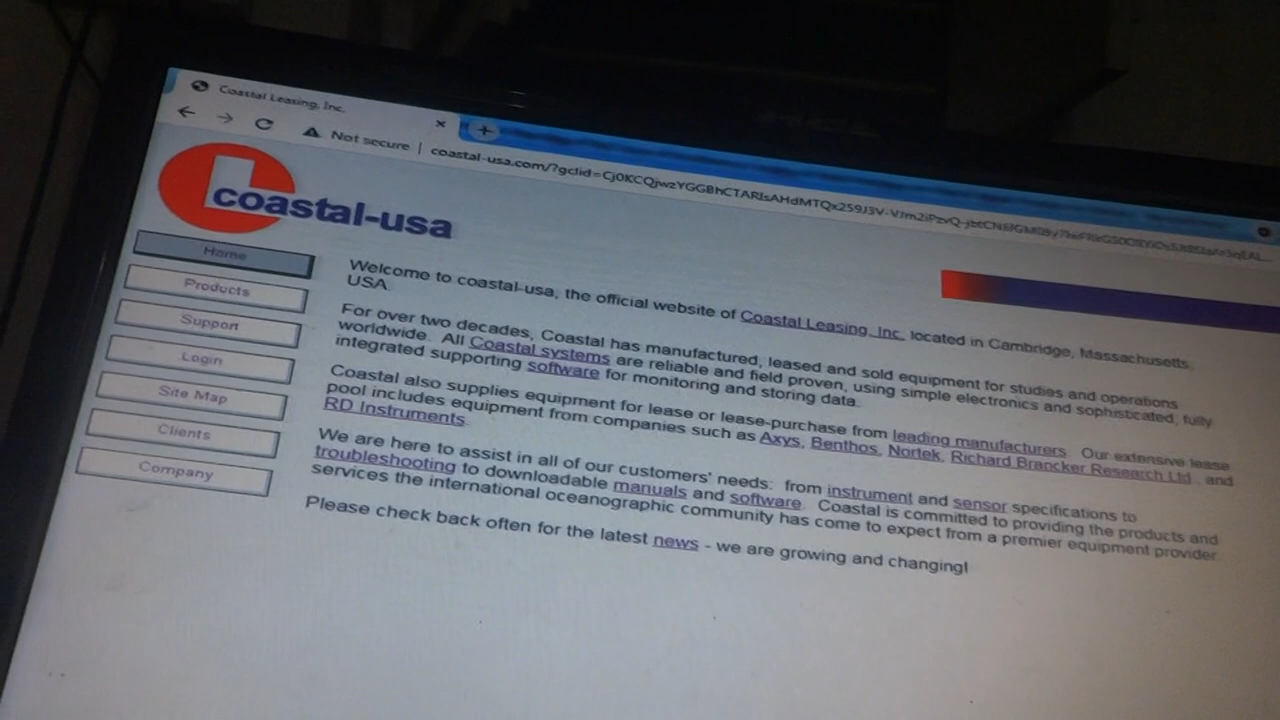 Coastal Leasing, Inc.
Not secure | coastal-usa.com/?gclid=Cj0KCQjwzYGGBhCTARIsAHdMTQx259J3V-
coastal-usa
Home
Products
Support
Login
Site Map
Clients
Company
Welcome to coastal-usa, the official website of Coastal Leasing, Inc. located in Cambridge, Massachusetts.
USA.
For over two decades, Coastal has manufactured, leased and sold equipment for studies and operations
worldwide. All Coastal systems are reliable and field proven, using simple electronics and sophisticated, fully
integrated supporting software for monitoring and storing data.
Coastal also supplies equipment for lease or lease-purchase from leading manufacturers. Our extensive lease
pool includes equipment from companies such as Axys, Benthos, Nortek, Richard Brancker Research Ltd., and
RD Instruments.
We are here to assist in all of our customers' needs: from instrument and sensor specifications to
troubleshooting to downloadable manuals and software. Coastal is committed to providing the products and
services the international oceanographic community has come to expect from a premier equipment provider.
Please check back often for the latest news - we are growing and changing!